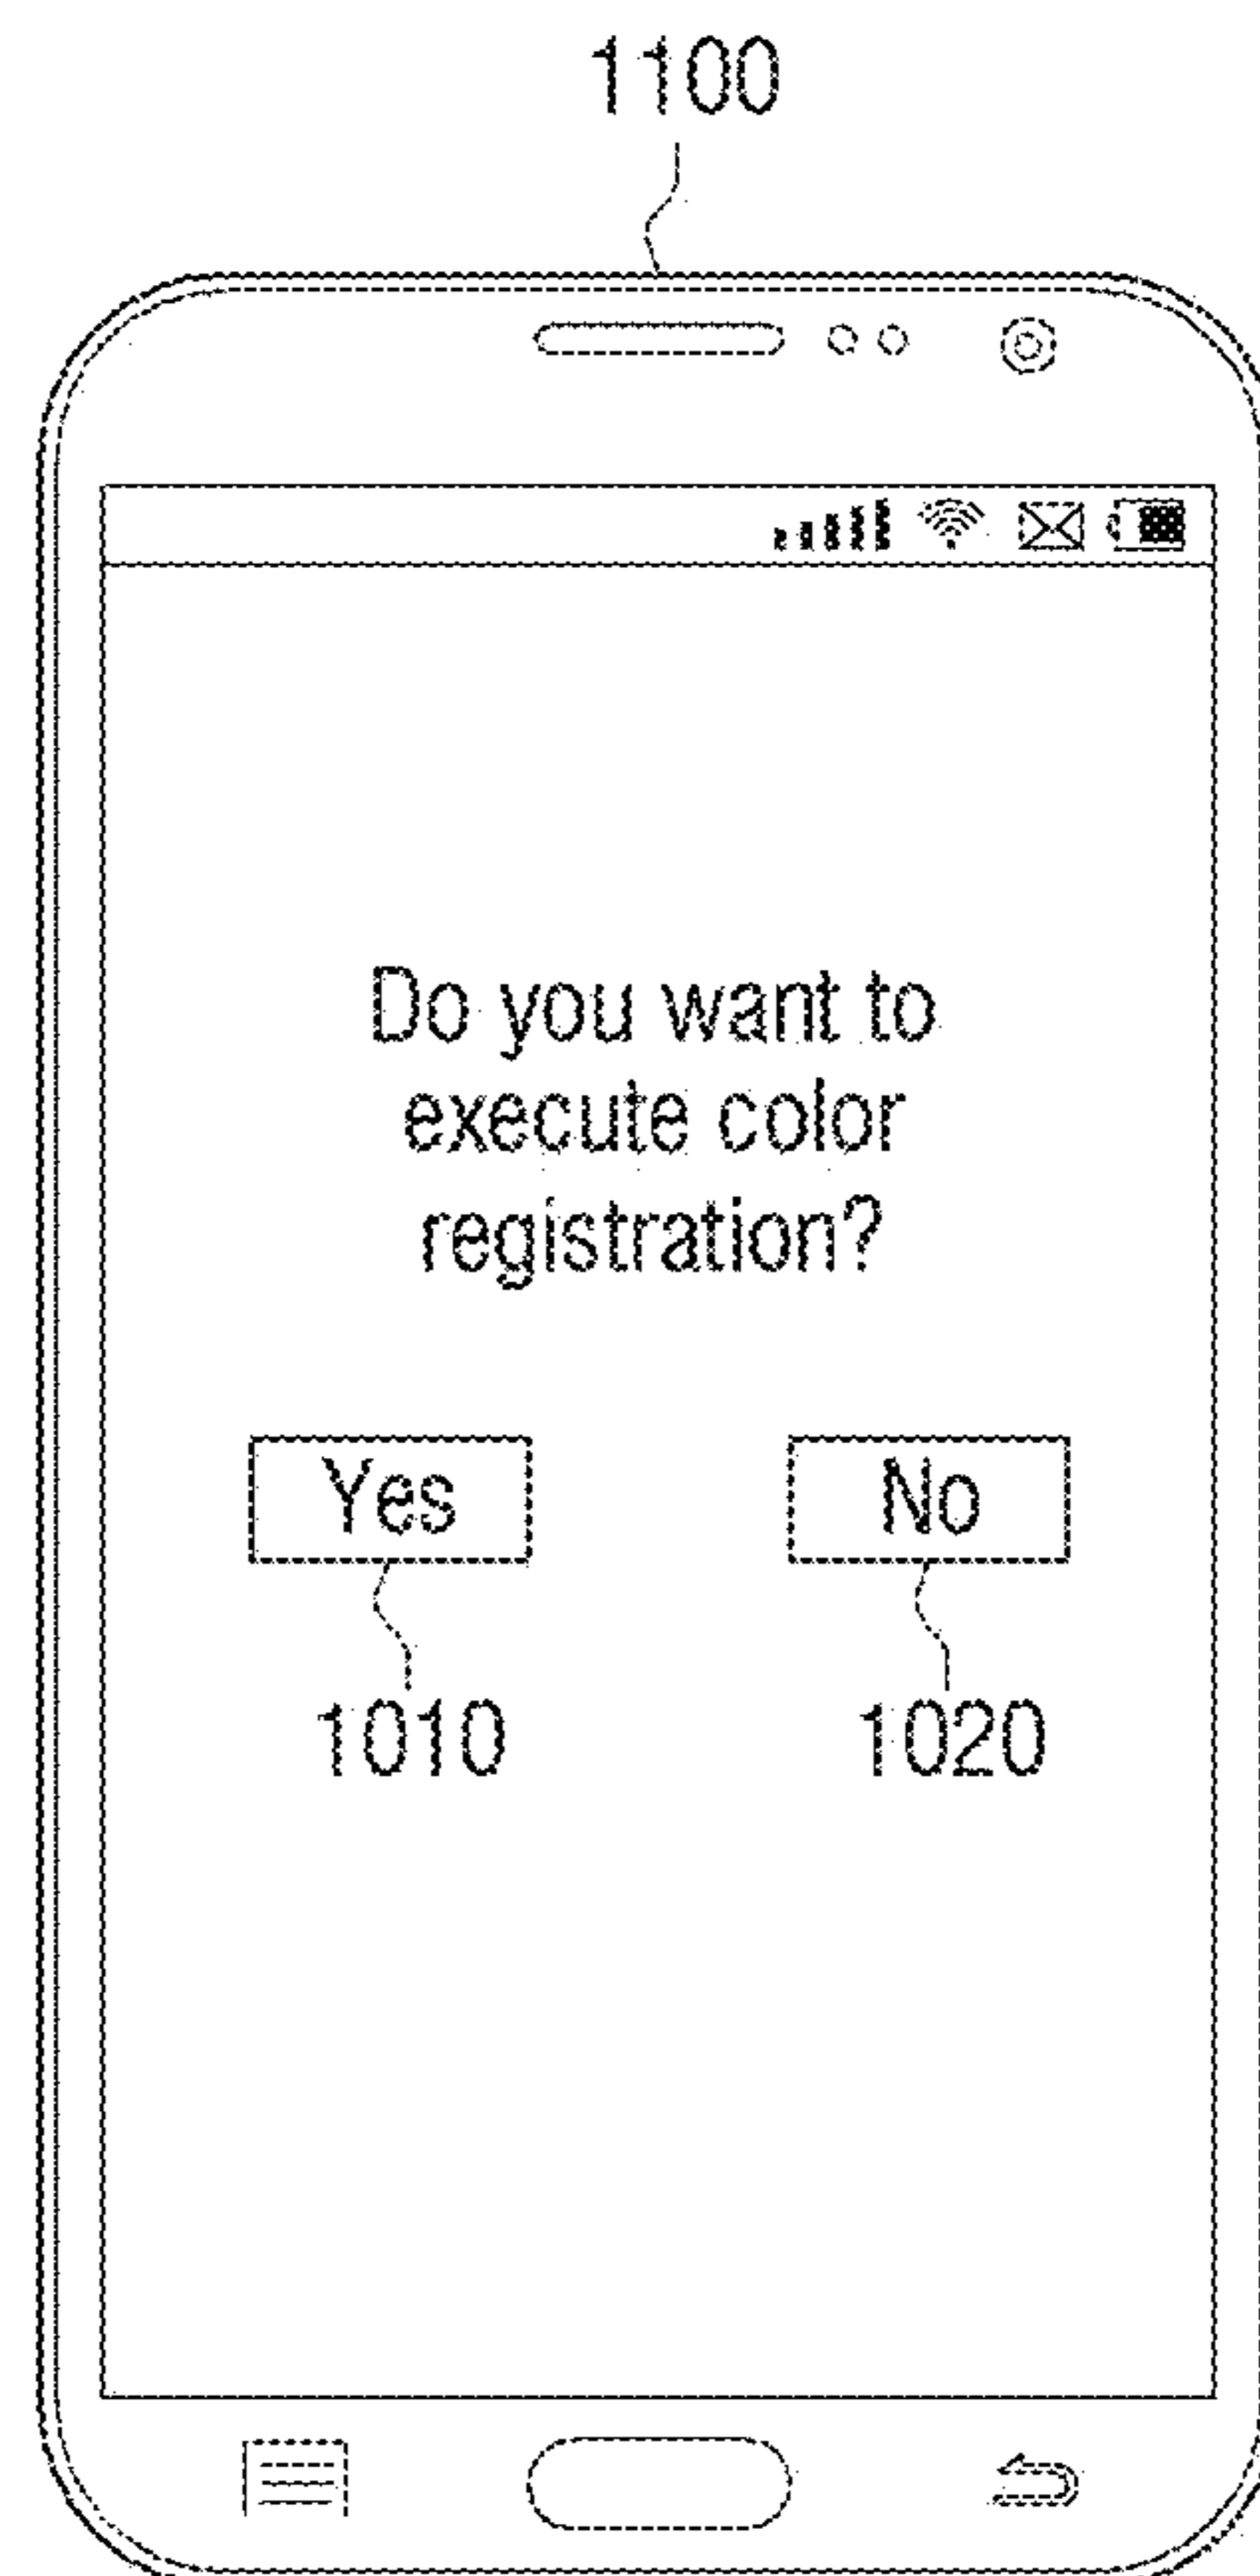 1100
Do you want to
execute color
registration?
Yes
No
1010
1020